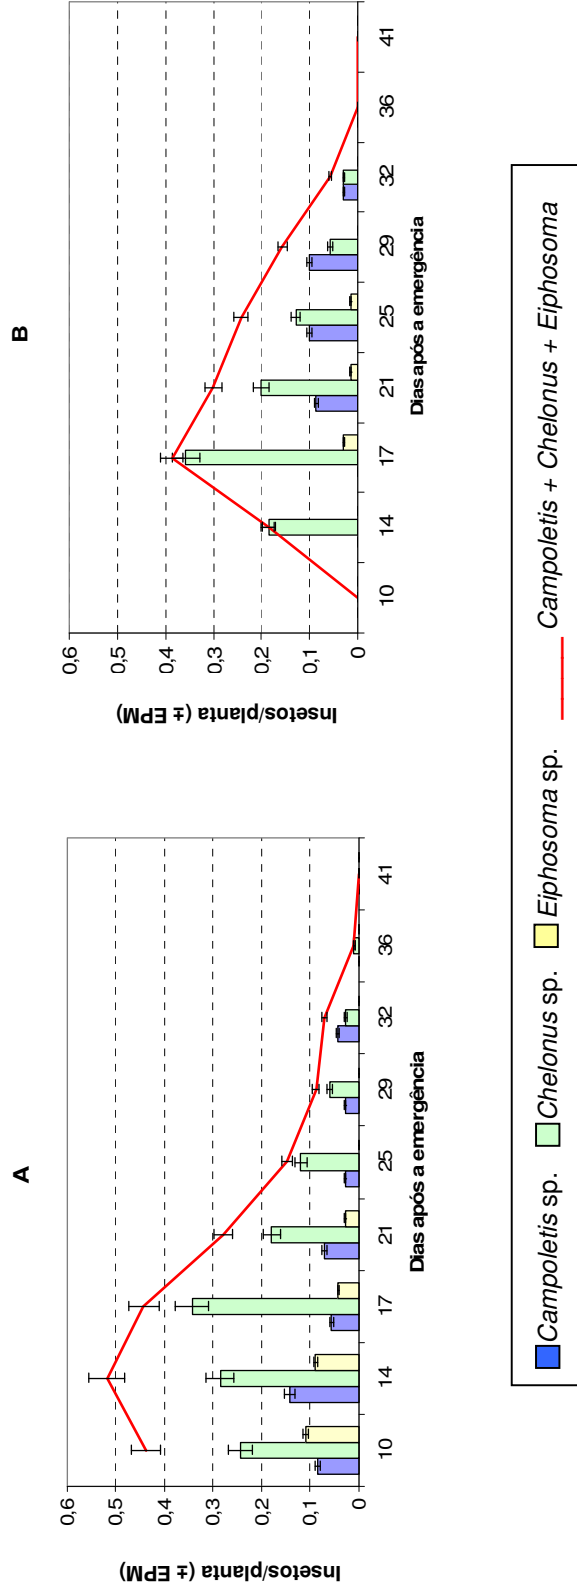 A
Insetos/planta (± EPM)
0,6
0,5
0,4
0,3
0,2
0,1
0
10 14 17 21 25 29 32 36 41
Dias após a emergência
B
Insetos/planta (± EPM)
0,6
0,5
0,4
0,3
0,2
0,1
0
10 14 17 21 25 29 32 36 41
Dias após a emergência
Campoletis sp. Chelonus sp. Eiphosoma sp. Campoletis + Chelonus + Eiphosoma